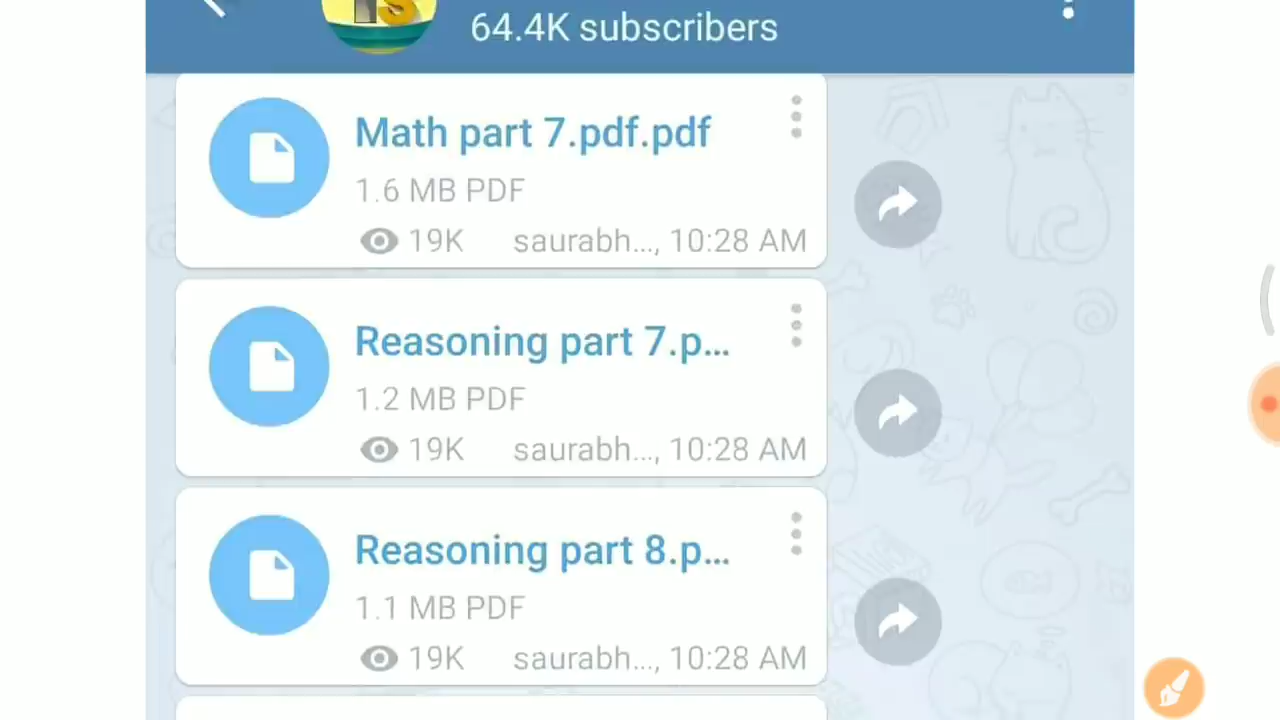 64.4K subscribers
Math part 7.pdf.pdf
1.6 MB PDF
19K saurabh..., 10:28 AM
Reasoning part 7.p...
1.2 MB PDF
19K saurabh..., 10:28 AM
Reasoning part 8.p...
1.1 MB PDF
19K saurabh..., 10:28 AM